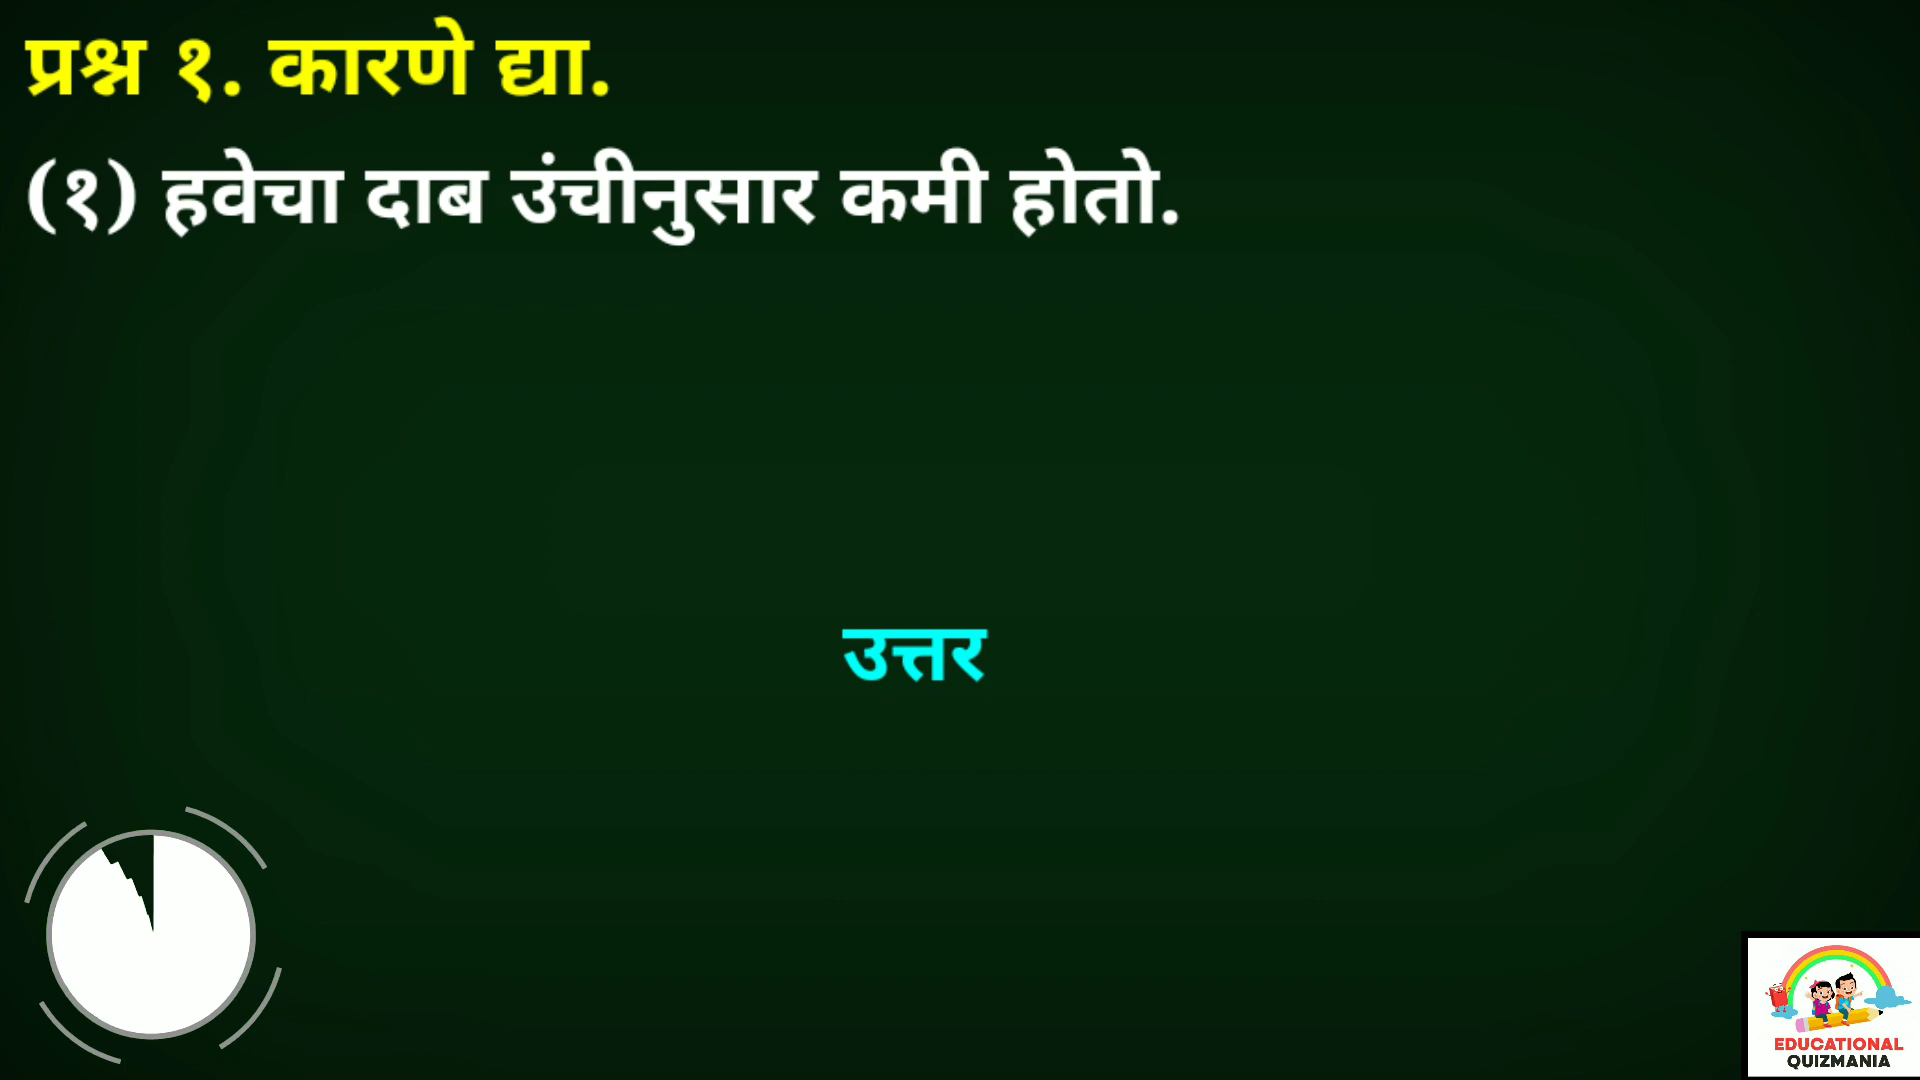 प्रश्न १. कारणे द्या.
(१) हवेचा दाब उंचीनुसार कमी होतो.
उत्तर
EDUCATIONAL
QUIZMANIA